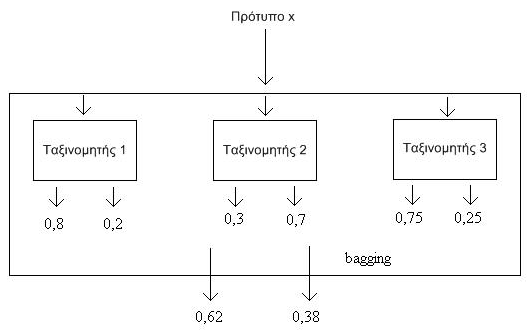 Πρότυπο x
Ταξινομητής 1
Ταξινομητής 2
Ταξινομητής 3
0,8 0,2
0,3 0,7
0,75 0,25
bagging
0,62 0,38